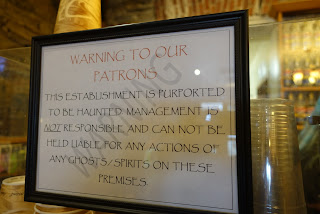 WARNING TO OUR
PATRONS
THIS ESTABLISHMENT IS PURPORTED
TO BE HAUNTED. MANAGEMENT IS
NOT RESPONSIBLE AND CAN NOT BE
HELD LIABLE FOR ANY ACTIONS OF
ANY GHOSTS/SPIRITS ON THESE
PREMISES.
WARNING